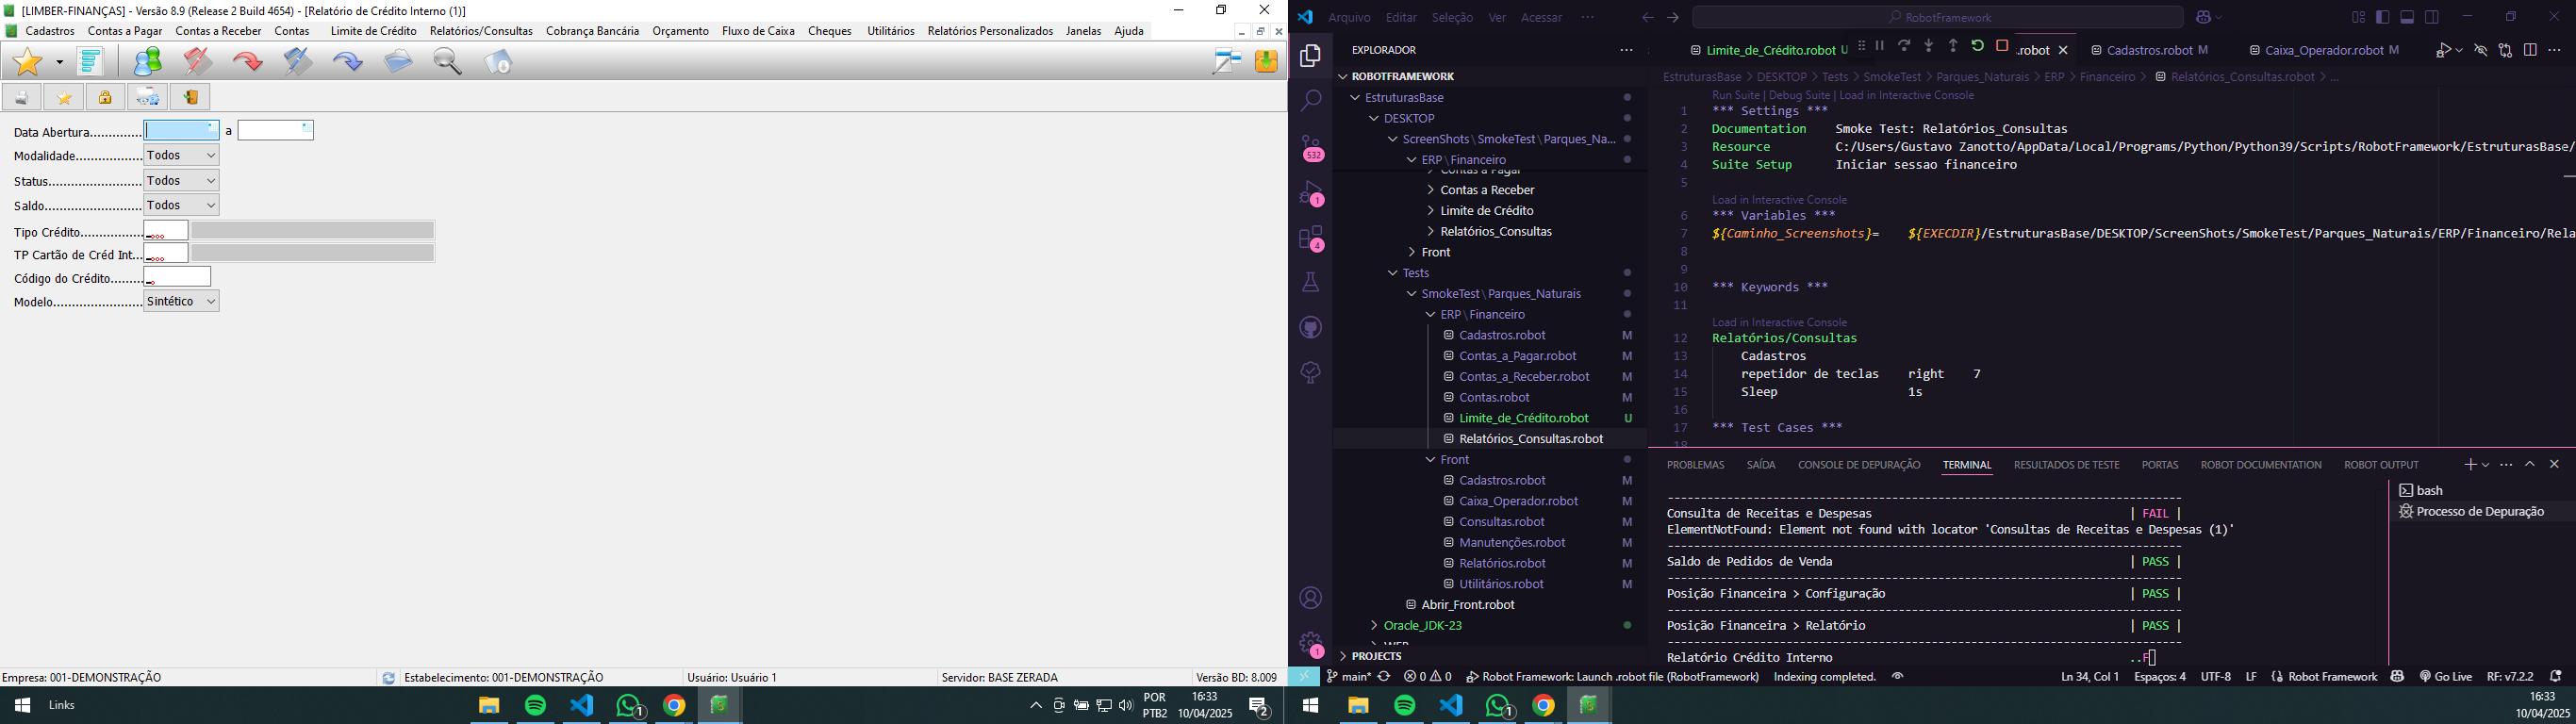 [LIMBER-FINANÇAS] - Versão 8.9 (Release 2 Build 4654) - [Relatório de Crédito Interno (1)]
Cadastros Contas a Pagar Contas a Receber Contas Limite de Crédito Relatórios/Consultas Cobrança Bancária Orçamento Fluxo de Caixa Cheques Utilitários Relatórios Personalizados Janelas Ajuda
Data Abertura.............. a
Modalidade................. Todos
Status......................... Todos
Saldo.......................... Todos
Tipo Crédito.................
TP Cartão de Créd Int...
Código do Crédito.........
Modelo....................... Sintético
Empresa: 001-DEMONSTRAÇÃO Estabelecimento: 001-DEMONSTRAÇÃO Usuário: Usuário 1 Servidor: BASE ZERADA Versão BD: 8.009
Links 1 POR PTB2 16:33 10/04/2025 2
Arquivo Editar Seleção Ver Acessar ··· RobotFramework
EXPLORADOR ···
ROBOTFRAMEWORK
EstruturasBase
DESKTOP
ScreenShots\SmokeTest\Parques_Na...
ERP\Financeiro
Contas a Pagar
Contas a Receber
Limite de Crédito
Relatórios_Consultas
Front
Tests
SmokeTest\Parques_Naturais
ERP\Financeiro
Cadastros.robot M
Contas_a_Pagar.robot M
Contas_a_Receber.robot M
Contas.robot M
Limite_de_Crédito.robot U
Relatórios_Consultas.robot
Front
Cadastros.robot M
Caixa_Operador.robot M
Consultas.robot M
Manutenções.robot M
Relatórios.robot M
Utilitários.robot M
Abrir_Front.robot
Oracle_JDK-23
PROJECTS
532
1
4
1
Limite_de_Crédito.robot U .robot Cadastros.robot M Caixa_Operador.robot M
EstruturasBase > DESKTOP > Tests > SmokeTest > Parques_Naturais > ERP > Financeiro > Relatórios_Consultas.robot > ...
Run Suite | Debug Suite | Load in Interactive Console
1 *** Settings ***
2 Documentation Smoke Test: Relatórios_Consultas
3 Resource C:/Users/Gustavo Zanotto/AppData/Local/Programs/Python/Python39/Scripts/RobotFramework/EstruturasBase/
4 Suite Setup Iniciar sessao financeiro
5
Load in Interactive Console
6 *** Variables ***
7 ${Caminho_Screenshots}= ${EXECDIR}/EstruturasBase/DESKTOP/ScreenShots/SmokeTest/Parques_Naturais/ERP/Financeiro/Rela
8
9
10 *** Keywords ***
11
Load in Interactive Console
12 Relatórios/Consultas
13 Cadastros
14 repetidor de teclas right 7
15 Sleep 1s
16
17 *** Test Cases ***
18
PROBLEMAS SAÍDA CONSOLE DE DEPURAÇÃO TERMINAL RESULTADOS DE TESTE PORTAS ROBOT DOCUMENTATION ROBOT OUTPUT
------------------------------------------------------------------------------
Consulta de Receitas e Despesas | FAIL |
ElementNotFound: Element not found with locator 'Consultas de Receitas e Despesas (1)'
------------------------------------------------------------------------------
Saldo de Pedidos de Venda | PASS |
------------------------------------------------------------------------------
Posição Financeira > Configuração | PASS |
------------------------------------------------------------------------------
Posição Financeira > Relatório | PASS |
------------------------------------------------------------------------------
Relatório Crédito Interno ..F
bash
Processo de Depuração
main* 0 0 Robot Framework: Launch .robot file (RobotFramework) Indexing completed. Ln 34, Col 1 Espaços: 4 UTF-8 LF Robot Framework Go Live RF: v7.2.2
1 16:33 10/04/2025